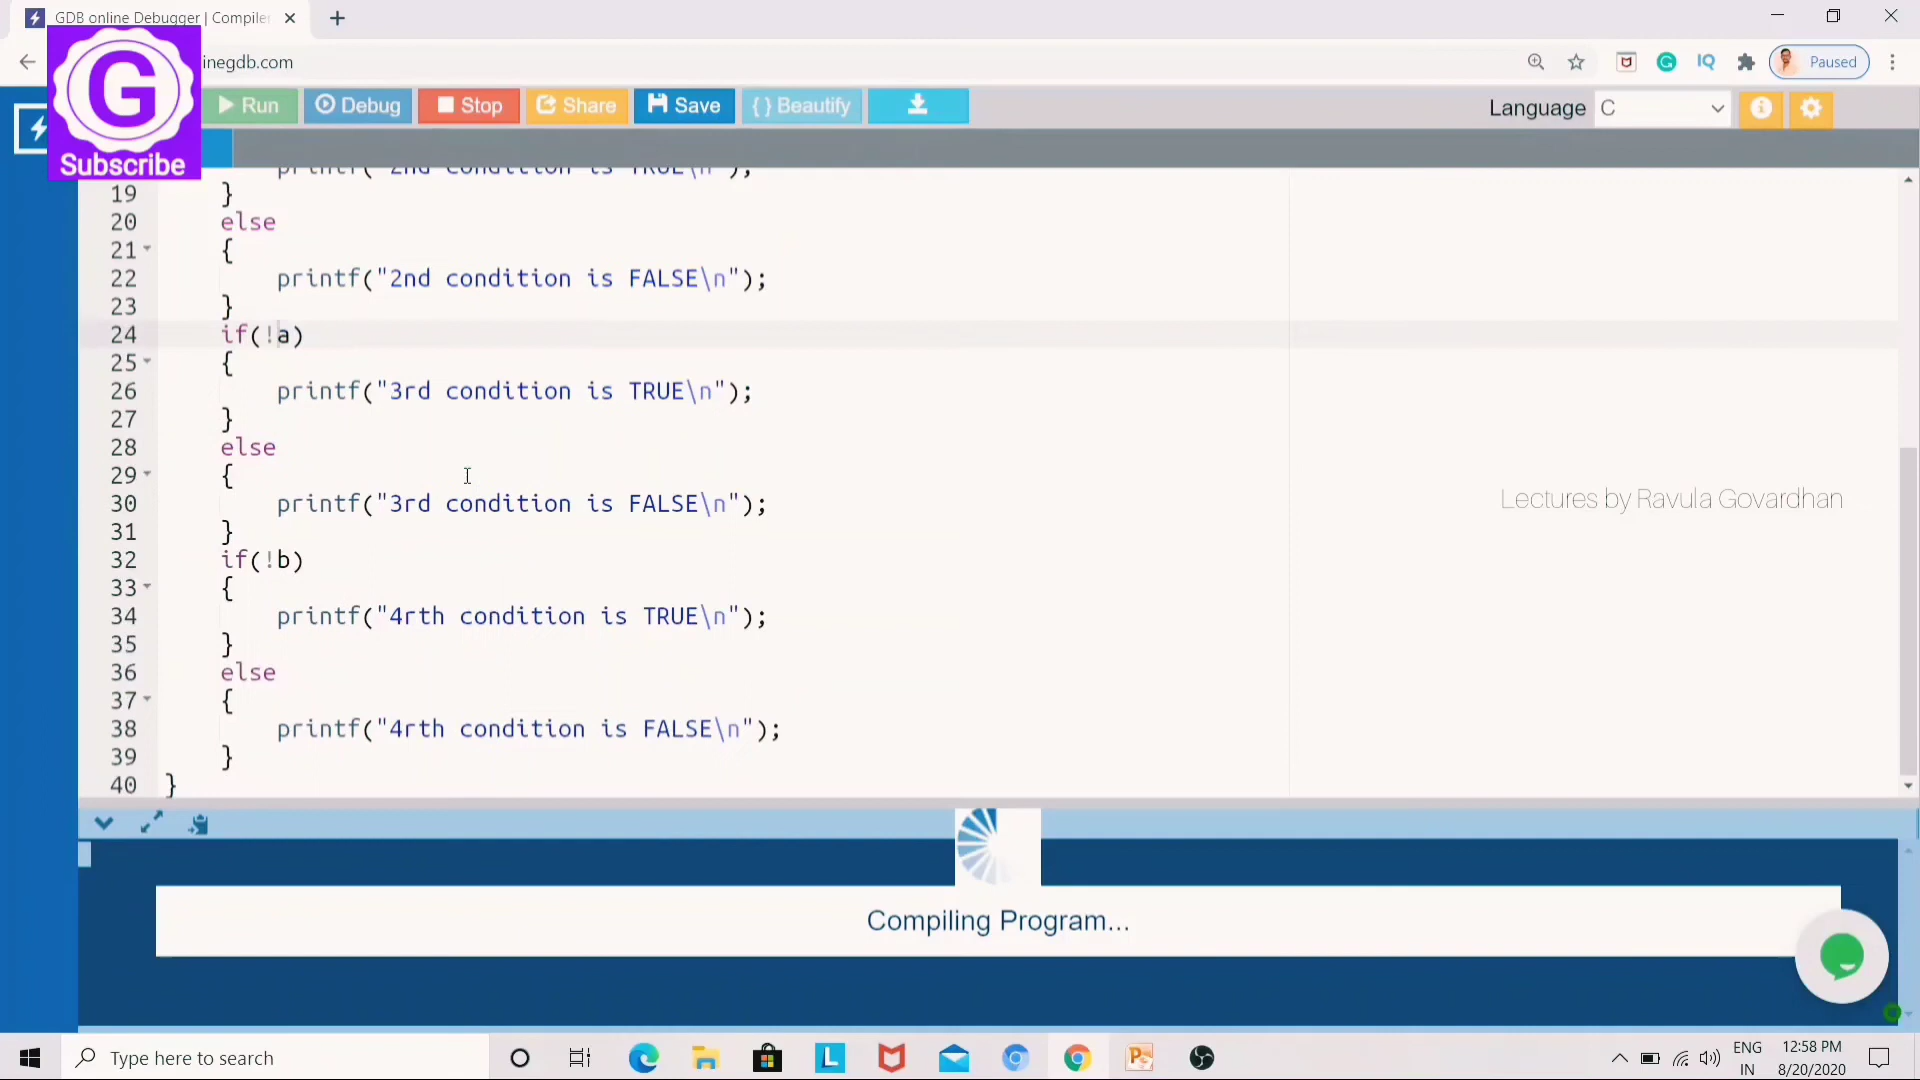 GDB online Debugger | Compiler
inegdb.com
Paused
G
Subscribe
Run
Debug
Stop
Share
Save
{ } Beautify
Language
C
printf("2nd condition is TRUE\n");
19 }
20 else
21 {
22 printf("2nd condition is FALSE\n");
23 }
24 if(!a)
25 {
26 printf("3rd condition is TRUE\n");
27 }
28 else
29 {
30 printf("3rd condition is FALSE\n");
31 }
32 if(!b)
33 {
34 printf("4rth condition is TRUE\n");
35 }
36 else
37 {
38 printf("4rth condition is FALSE\n");
39 }
40 }
Lectures by Ravula Govardhan
Compiling Program...
Type here to search
ENG
IN
12:58 PM
8/20/2020